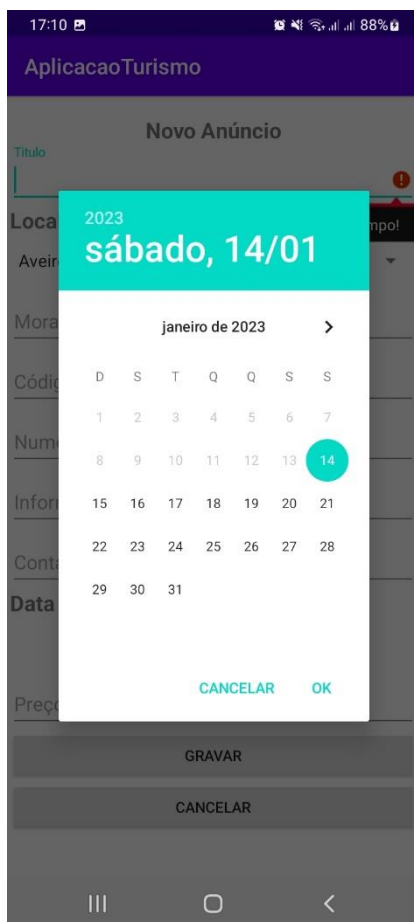 17:10 88%
AplicacaoTurismo
Novo Anúncio
Titulo
mpo!
Loca
Aveir
Mora
Códig
Nume
Infor
Conta
Data
Preço
2023
sábado, 14/01
janeiro de 2023
D S T Q Q S S
1 2 3 4 5 6 7
8 9 10 11 12 13 14
15 16 17 18 19 20 21
22 23 24 25 26 27 28
29 30 31
CANCELAR OK
GRAVAR
CANCELAR